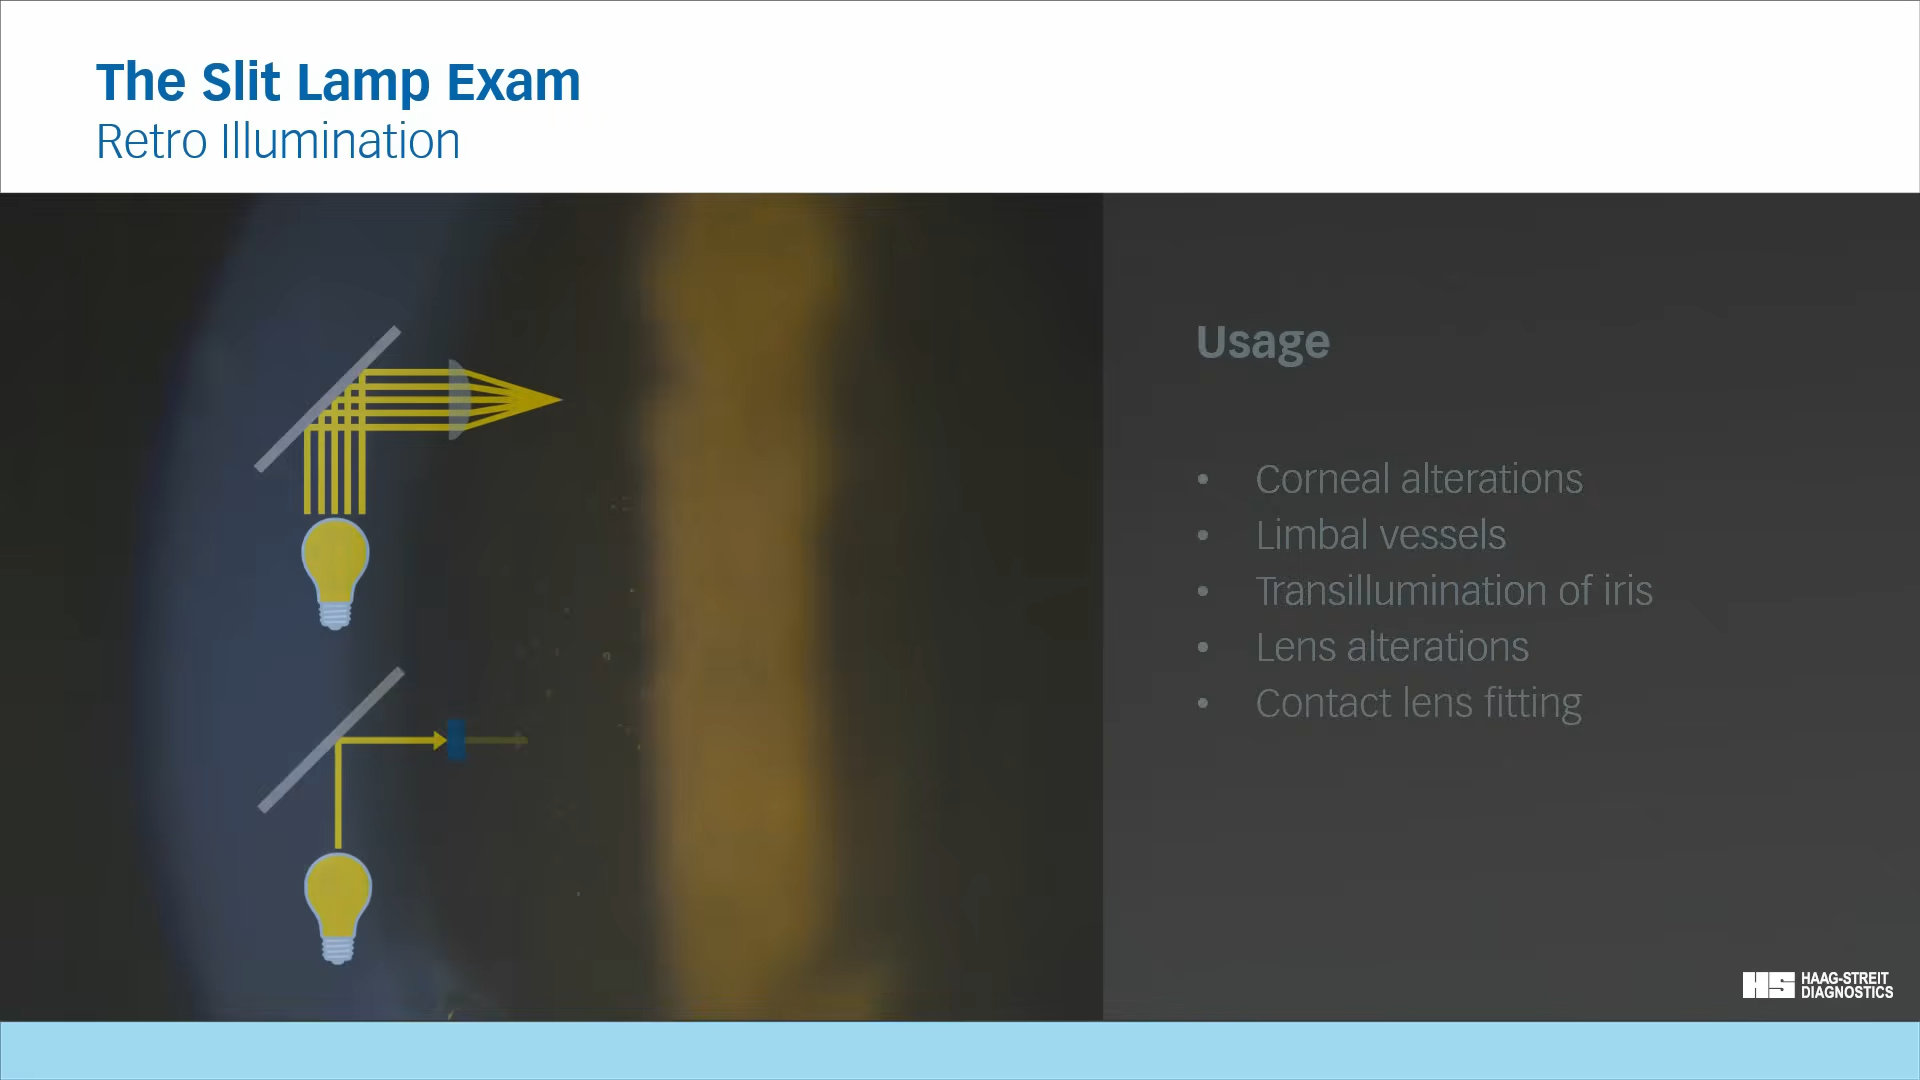 The Slit Lamp Exam
Retro Illumination
Usage
• Corneal alterations
• Limbal vessels
• Transillumination of iris
• Lens alterations
• Contact lens fitting
HS HAAG-STREIT
DIAGNOSTICS